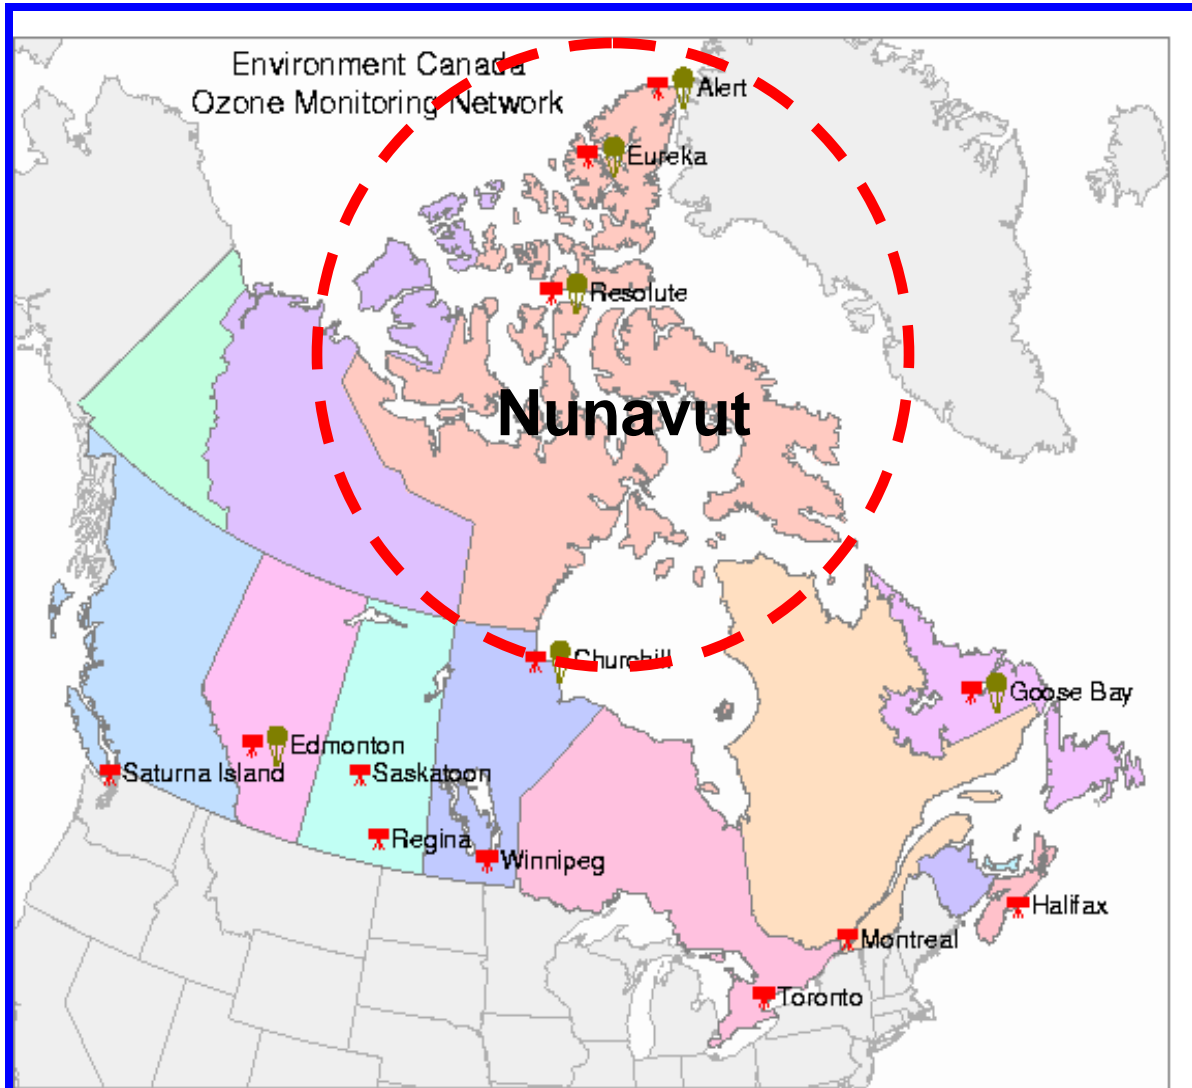 Environment Canada
Ozone Monitoring Network
Alert
Eureka
Resolute
Nunavut
Churchill
Goose Bay
Edmonton
Saturna Island
Saskatoon
Regina
Winnipeg
Halifax
Montreal
Toronto